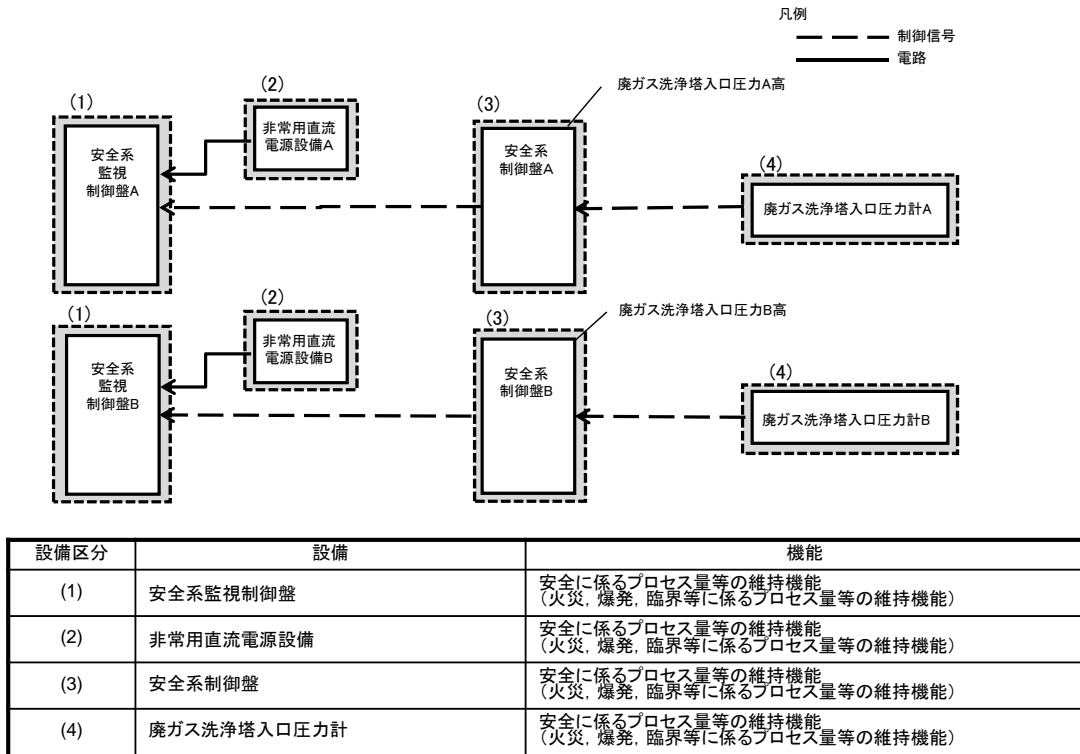 凡例
制御信号
電路
(1)
(2)
(3)
廃ガス洗浄塔入口圧力A高
(4)
安全系
監視
制御盤A
非常用直流
電源設備A
安全系
制御盤A
廃ガス洗浄塔入口圧力計A
(1)
(2)
(3)
廃ガス洗浄塔入口圧力B高
(4)
安全系
監視
制御盤B
非常用直流
電源設備B
安全系
制御盤B
廃ガス洗浄塔入口圧力計B
設備区分 設備 機能
(1) 安全系監視制御盤 安全に係るプロセス量等の維持機能
(火災, 爆発, 臨界等に係るプロセス量等の維持機能)
(2) 非常用直流電源設備 安全に係るプロセス量等の維持機能
(火災, 爆発, 臨界等に係るプロセス量等の維持機能)
(3) 安全系制御盤 安全に係るプロセス量等の維持機能
(火災, 爆発, 臨界等に係るプロセス量等の維持機能)
(4) 廃ガス洗浄塔入口圧力計 安全に係るプロセス量等の維持機能
(火災, 爆発, 臨界等に係るプロセス量等の維持機能)